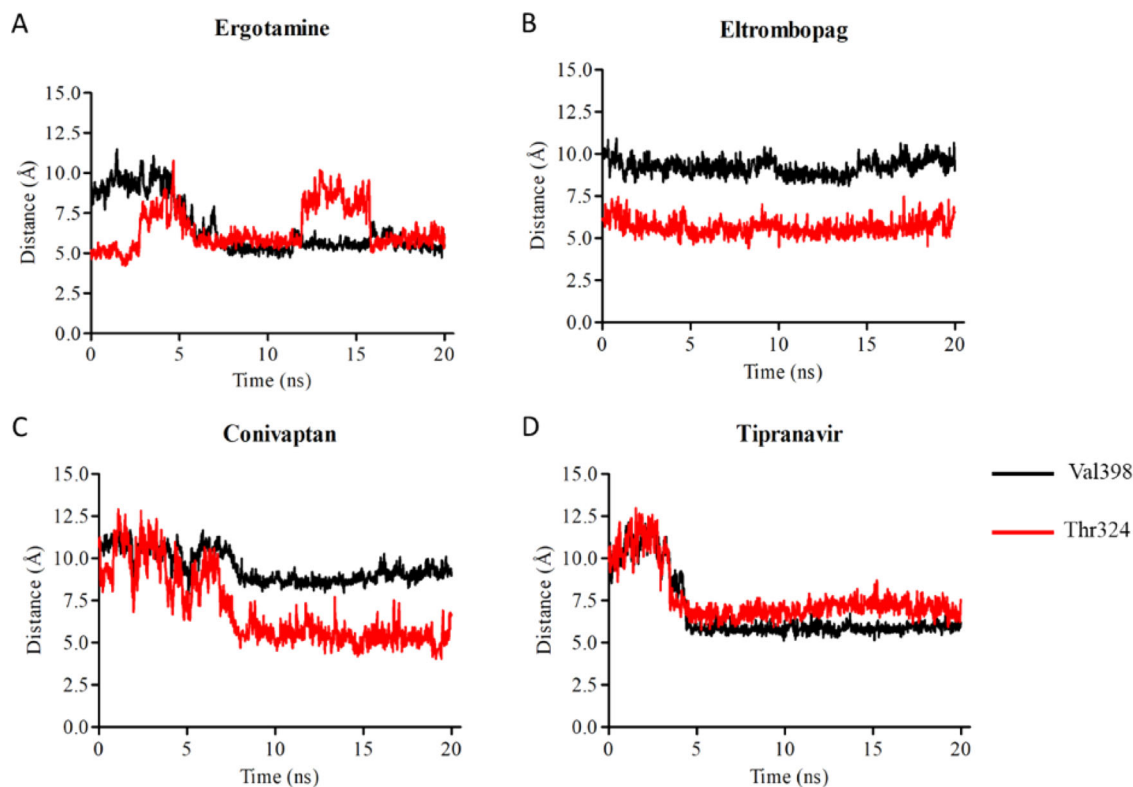 A
Ergotamine
15.0
12.5
10.0
7.5
5.0
2.5
0.0
Distance (Å)
0 5 10 15 20
Time (ns)
B
Eltrombopag
15.0
12.5
10.0
7.5
5.0
2.5
0.0
Distance (Å)
0 5 10 15 20
Time (ns)
C
Conivaptan
15.0
12.5
10.0
7.5
5.0
2.5
0.0
Distance (Å)
0 5 10 15 20
Time (ns)
D
Tipranavir
15.0
12.5
10.0
7.5
5.0
2.5
0.0
Distance (Å)
0 5 10 15 20
Time (ns)
Val398
Thr324